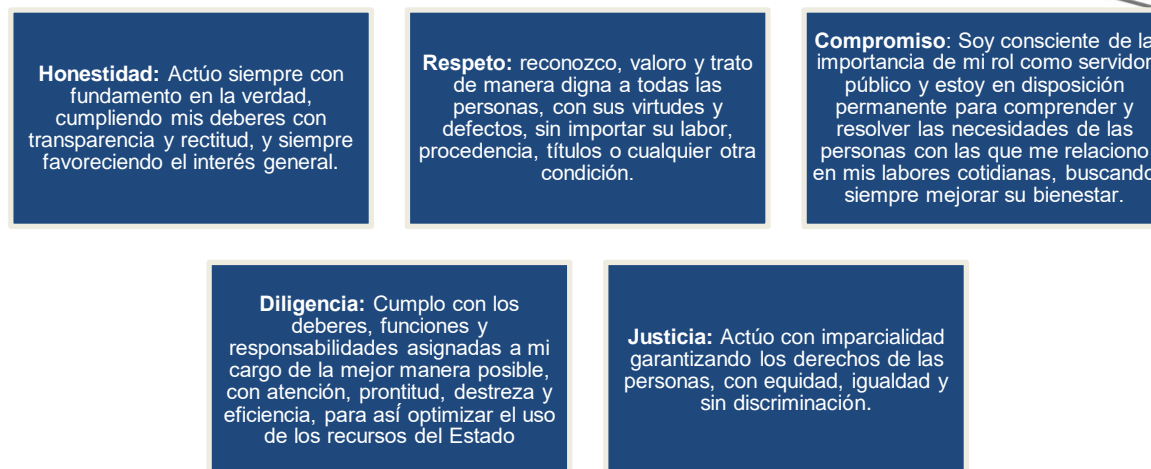 Honestidad: Actúo siempre con
fundamento en la verdad,
cumpliendo mis deberes con
transparencia y rectitud, y siempre
favoreciendo el interés general.
Respeto: reconozco, valoro y trato
de manera digna a todas las
personas, con sus virtudes y
defectos, sin importar su labor,
procedencia, títulos o cualquier otra
condición.
Compromiso: Soy consciente de la
importancia de mi rol como servidor
público y estoy en disposición
permanente para comprender y
resolver las necesidades de las
personas con las que me relaciono
en mis labores cotidianas, buscando
siempre mejorar su bienestar.
Diligencia: Cumplo con los
deberes, funciones y
responsabilidades asignadas a mi
cargo de la mejor manera posible,
con atención, prontitud, destreza y
eficiencia, para así optimizar el uso
de los recursos del Estado
Justicia: Actúo con imparcialidad
garantizando los derechos de las
personas, con equidad, igualdad y
sin discriminación.